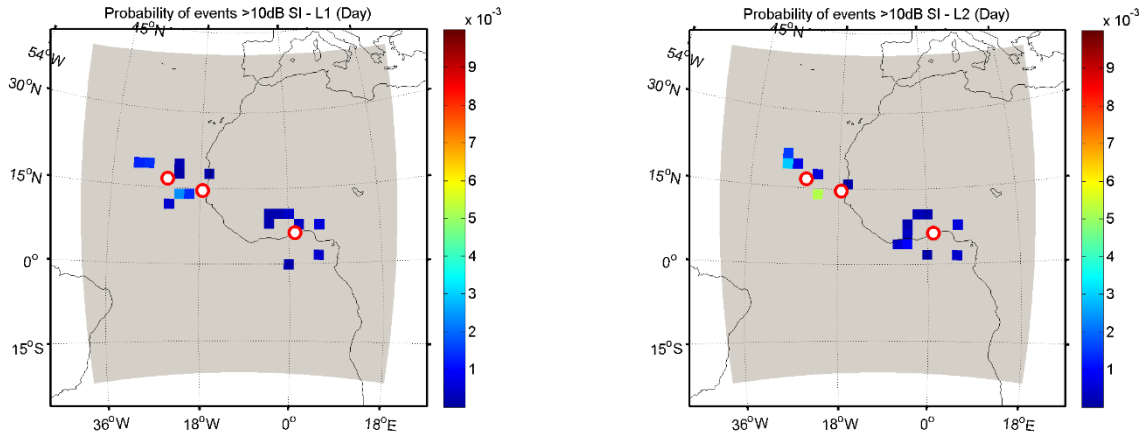 Probability of events >10dB SI - L1 (Day)
x 10⁻³
45°N
54°W
30°N
15°N
0°
15°S
36°W
18°W
0°
18°E
9
8
7
6
5
4
3
2
1
Probability of events >10dB SI - L2 (Day)
x 10⁻³
45°N
54°W
30°N
15°N
0°
15°S
36°W
18°W
0°
18°E
9
8
7
6
5
4
3
2
1